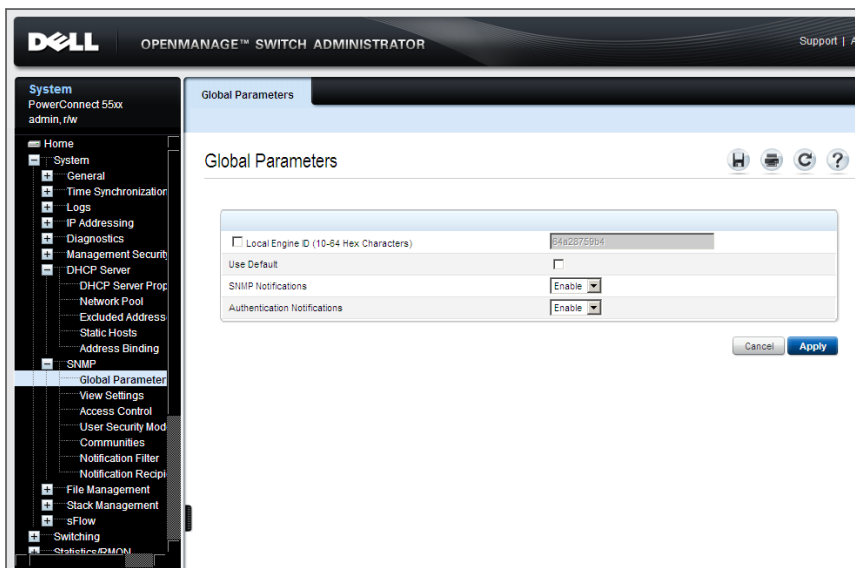 DELL
OPENMANAGE™ SWITCH ADMINISTRATOR
Support | A
System
PowerConnect 55xx
admin, r/w
Home
System
General
Time Synchronization
Logs
IP Addressing
Diagnostics
Management Security
DHCP Server
DHCP Server Prop
Network Pool
Excluded Addresse
Static Hosts
Address Binding
SNMP
Global Parameter
View Settings
Access Control
User Security Mod
Communities
Notification Filter
Notification Recipi
File Management
Stack Management
sFlow
Switching
Statistics/RMON
Global Parameters
Global Parameters
?
Local Engine ID (10-64 Hex Characters)
64a28759b4
Use Default
SNMP Notifications
Enable
Authentication Notifications
Enable
Cancel
Apply